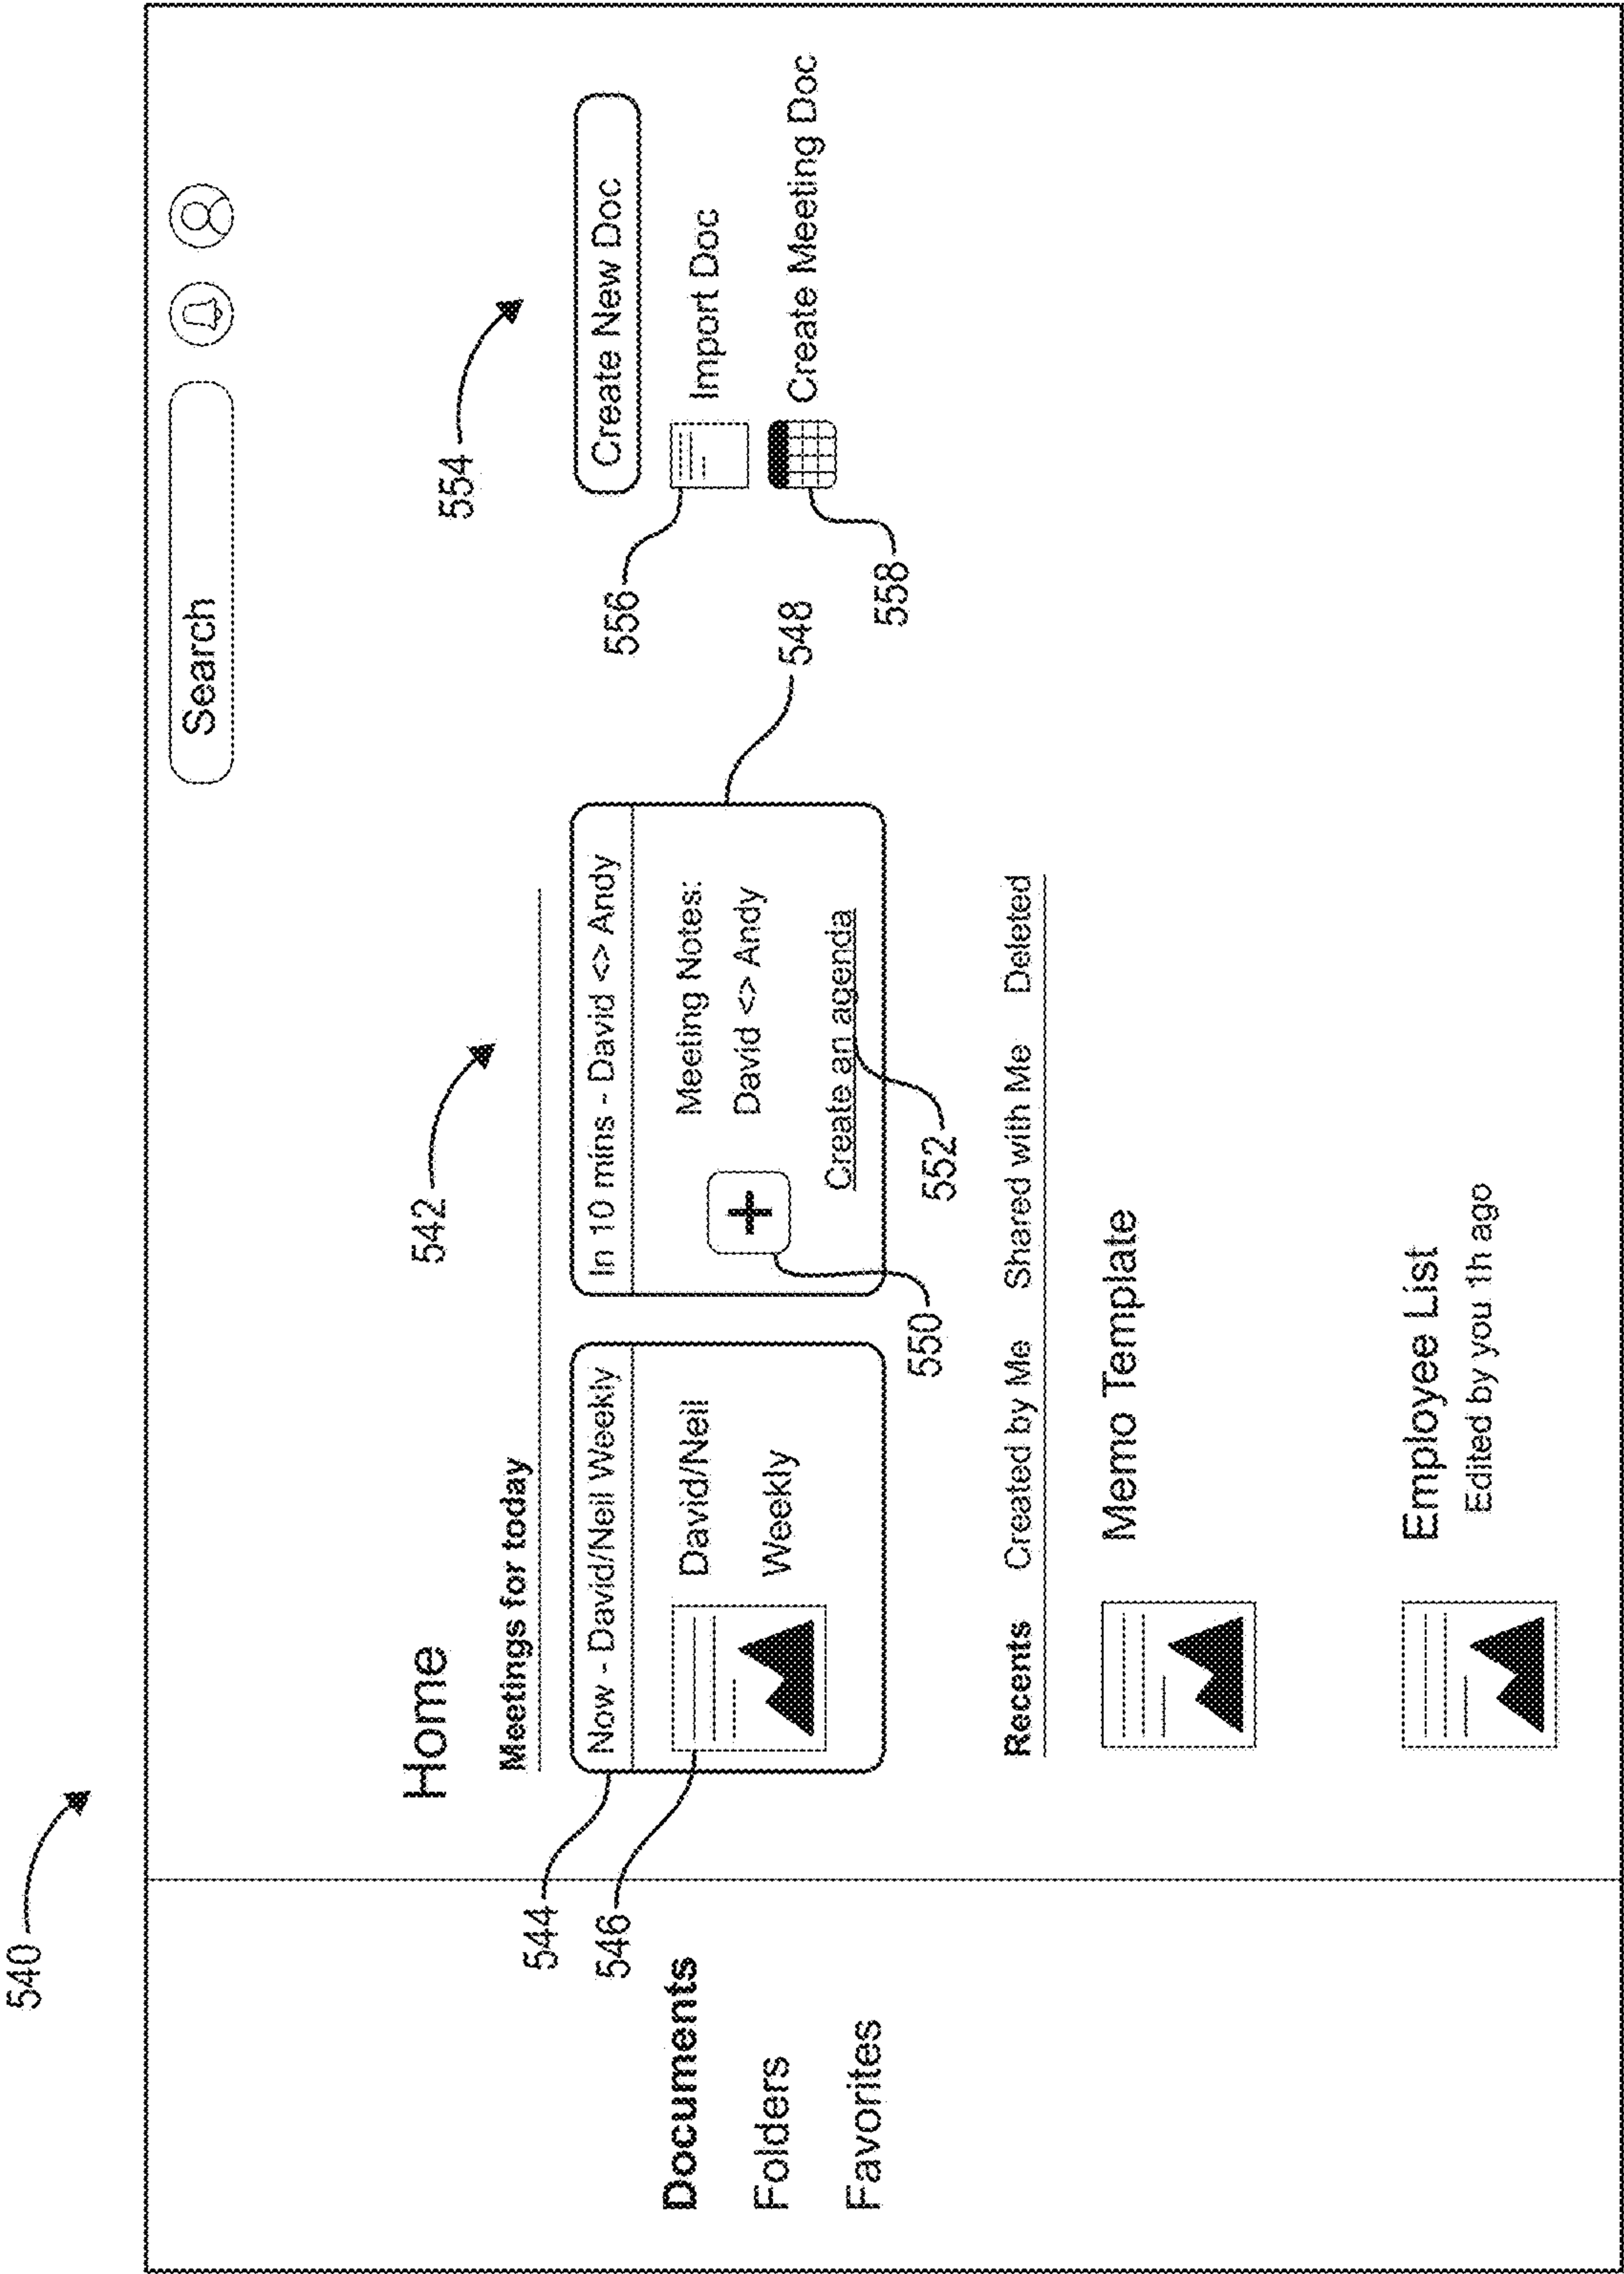 540
Search
Home
542
554
Meetings for today
544
Now - David/Neil Weekly
In 10 mins - David <> Andy
Create New Doc
546
David/Neil
Weekly
Meeting Notes:
David <> Andy
Create an agenda
556
Import Doc
548
Create Meeting Doc
558
550
552
Documents
Folders
Favorites
Recents Created by Me Shared with Me Deleted
Memo Template
Employee List
Edited by you 1h ago